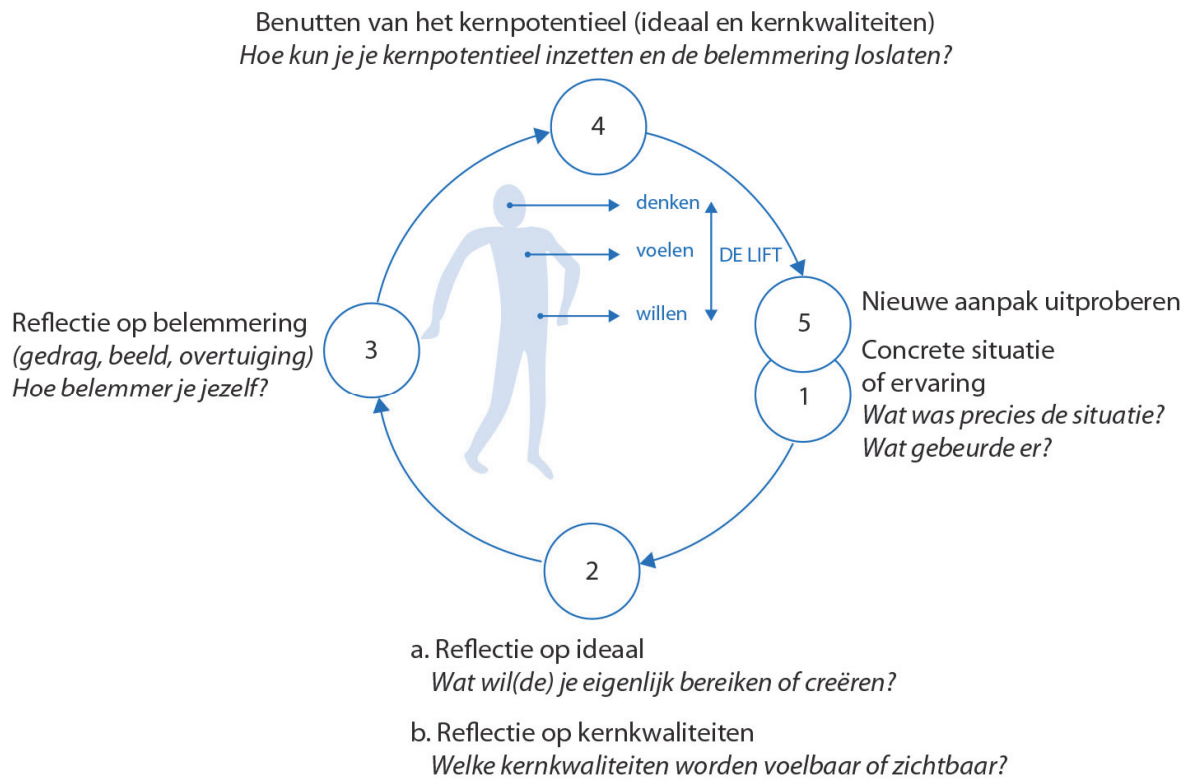 Benutten van het kernpotentieel (ideaal en kernkwaliteiten)
Hoe kun je je kernpotentieel inzetten en de belemmering loslaten?
4
denken
voelen
DE LIFT
willen
5
Nieuwe aanpak uitproberen
1
Concrete situatie
of ervaring
Wat was precies de situatie?
Wat gebeurde er?
2
a. Reflectie op ideaal
Wat wil(de) je eigenlijk bereiken of creëren?
b. Reflectie op kernkwaliteiten
Welke kernkwaliteiten worden voelbaar of zichtbaar?
3
Reflectie op belemmering
(gedrag, beeld, overtuiging)
Hoe belemmer je jezelf?